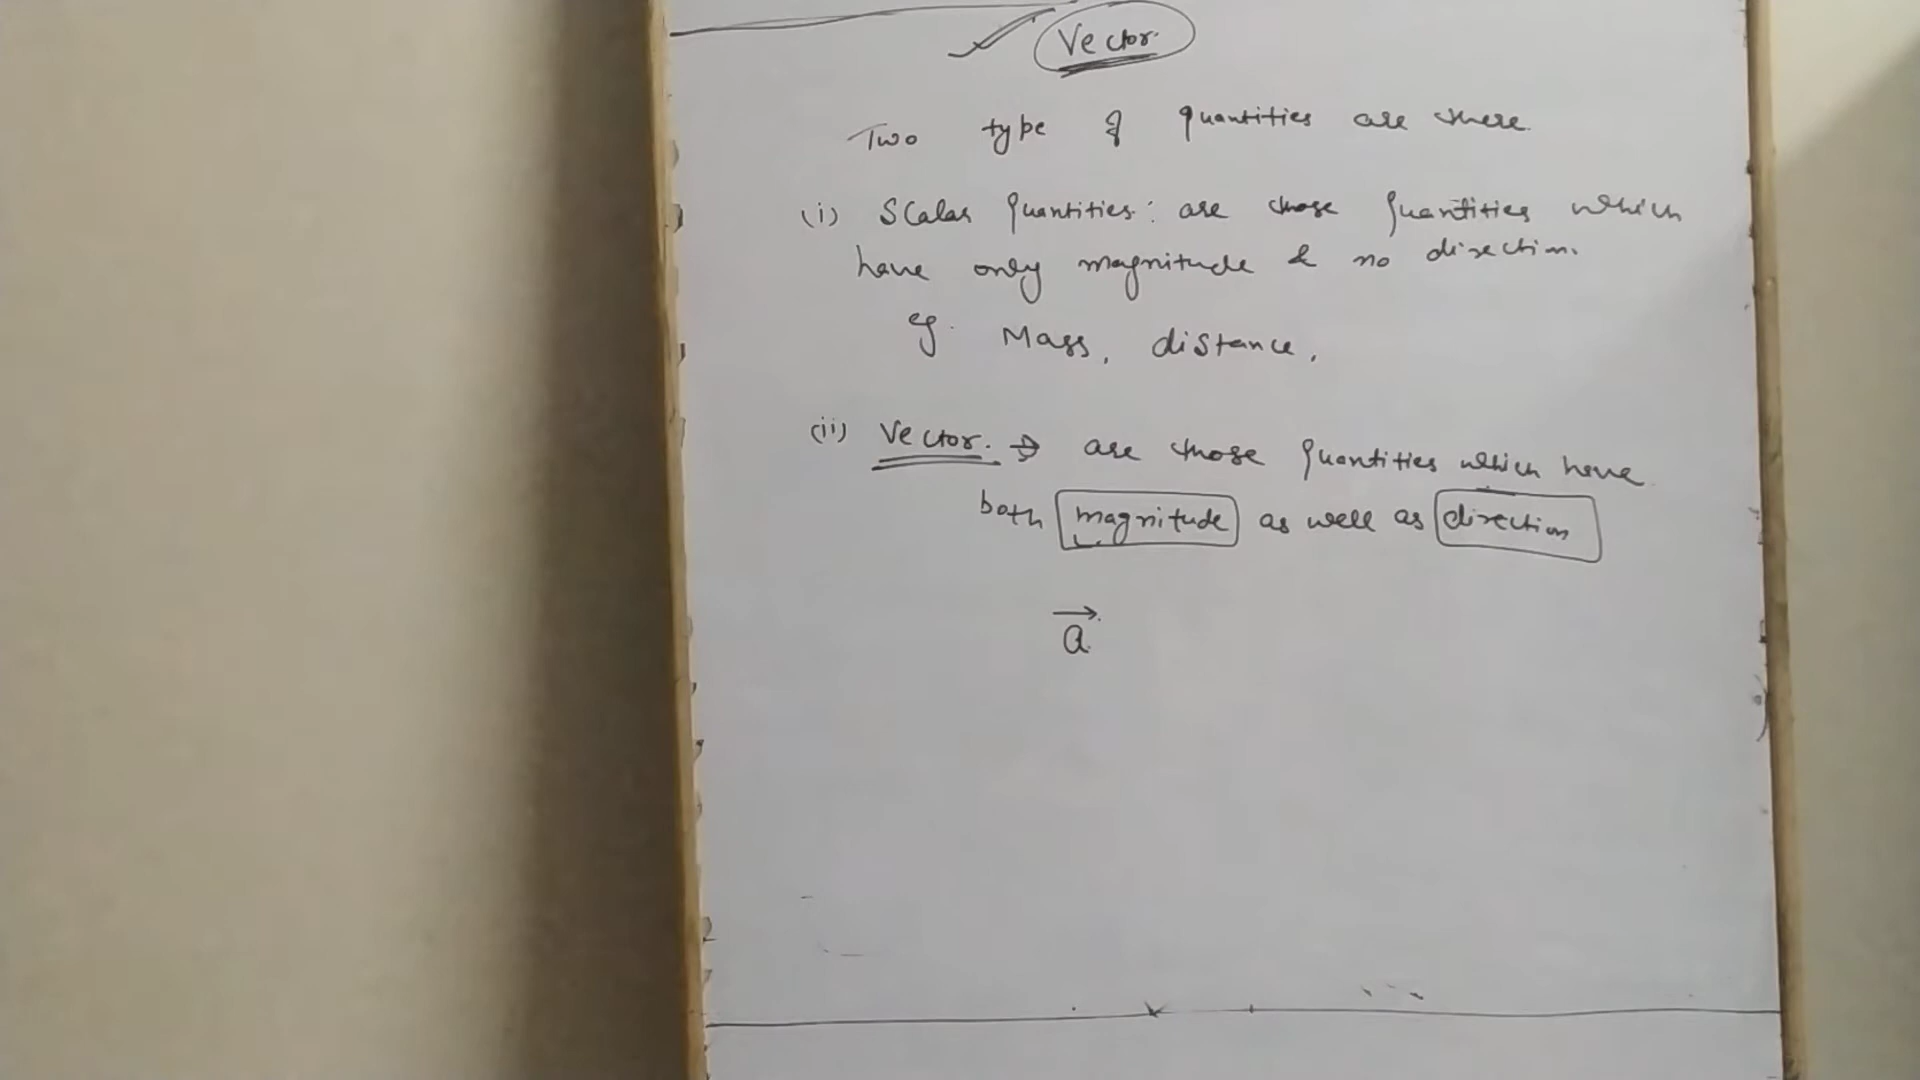 Vector.
Two type of quantities are there.
(i) Scalar quantities: are those quantities which
have only magnitude & no direction.
eg. Mass, distance,
(ii) Vector. → are those quantities which have
both magnitude as well as direction
a⃗